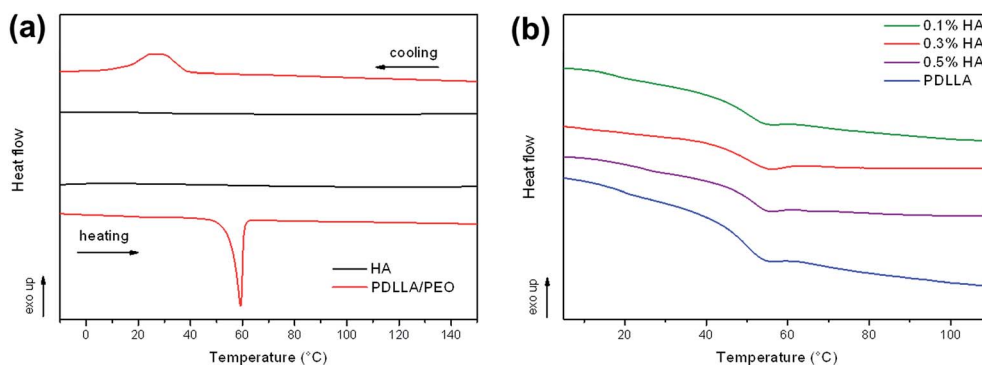 (a)
cooling
Heat flow
heating
HA
PDLLA/PEO
exo up
0 20 40 60 80 100 120 140
Temperature (°C)
(b)
0.1% HA
0.3% HA
0.5% HA
PDLLA
Heat flow
exo up
20 40 60 80 100
Temperature (°C)